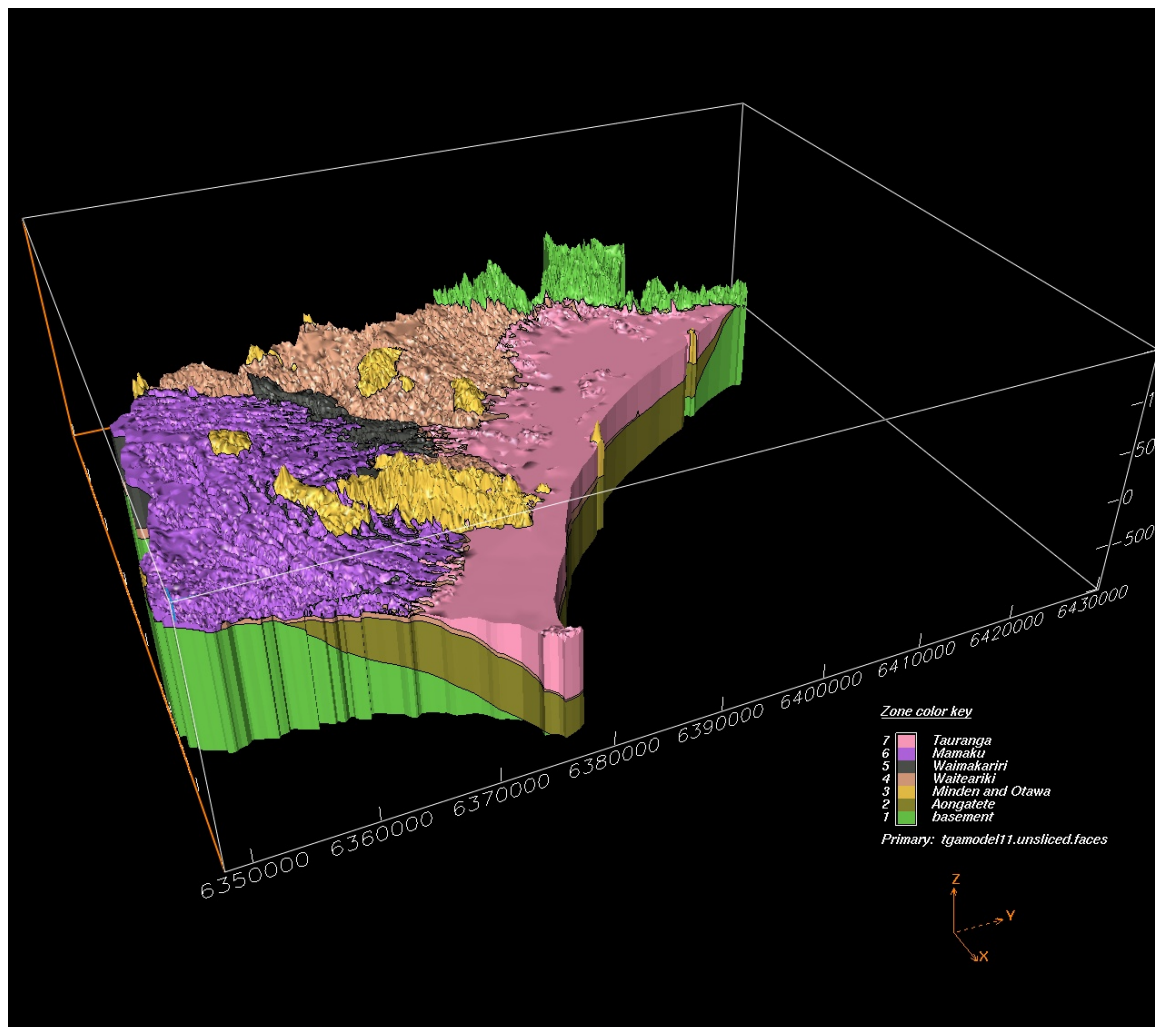 50
0
-500
6430000
6420000
6410000
6400000
6390000
6380000
6370000
6360000
6350000
Zone color key
7 Tauranga
6 Mamaku
5 Waimakariri
4 Waiteariki
3 Minden and Otawa
2 Aongatete
1 basement
Primary: tgamodel11.unsliced.faces
Z
Y
X